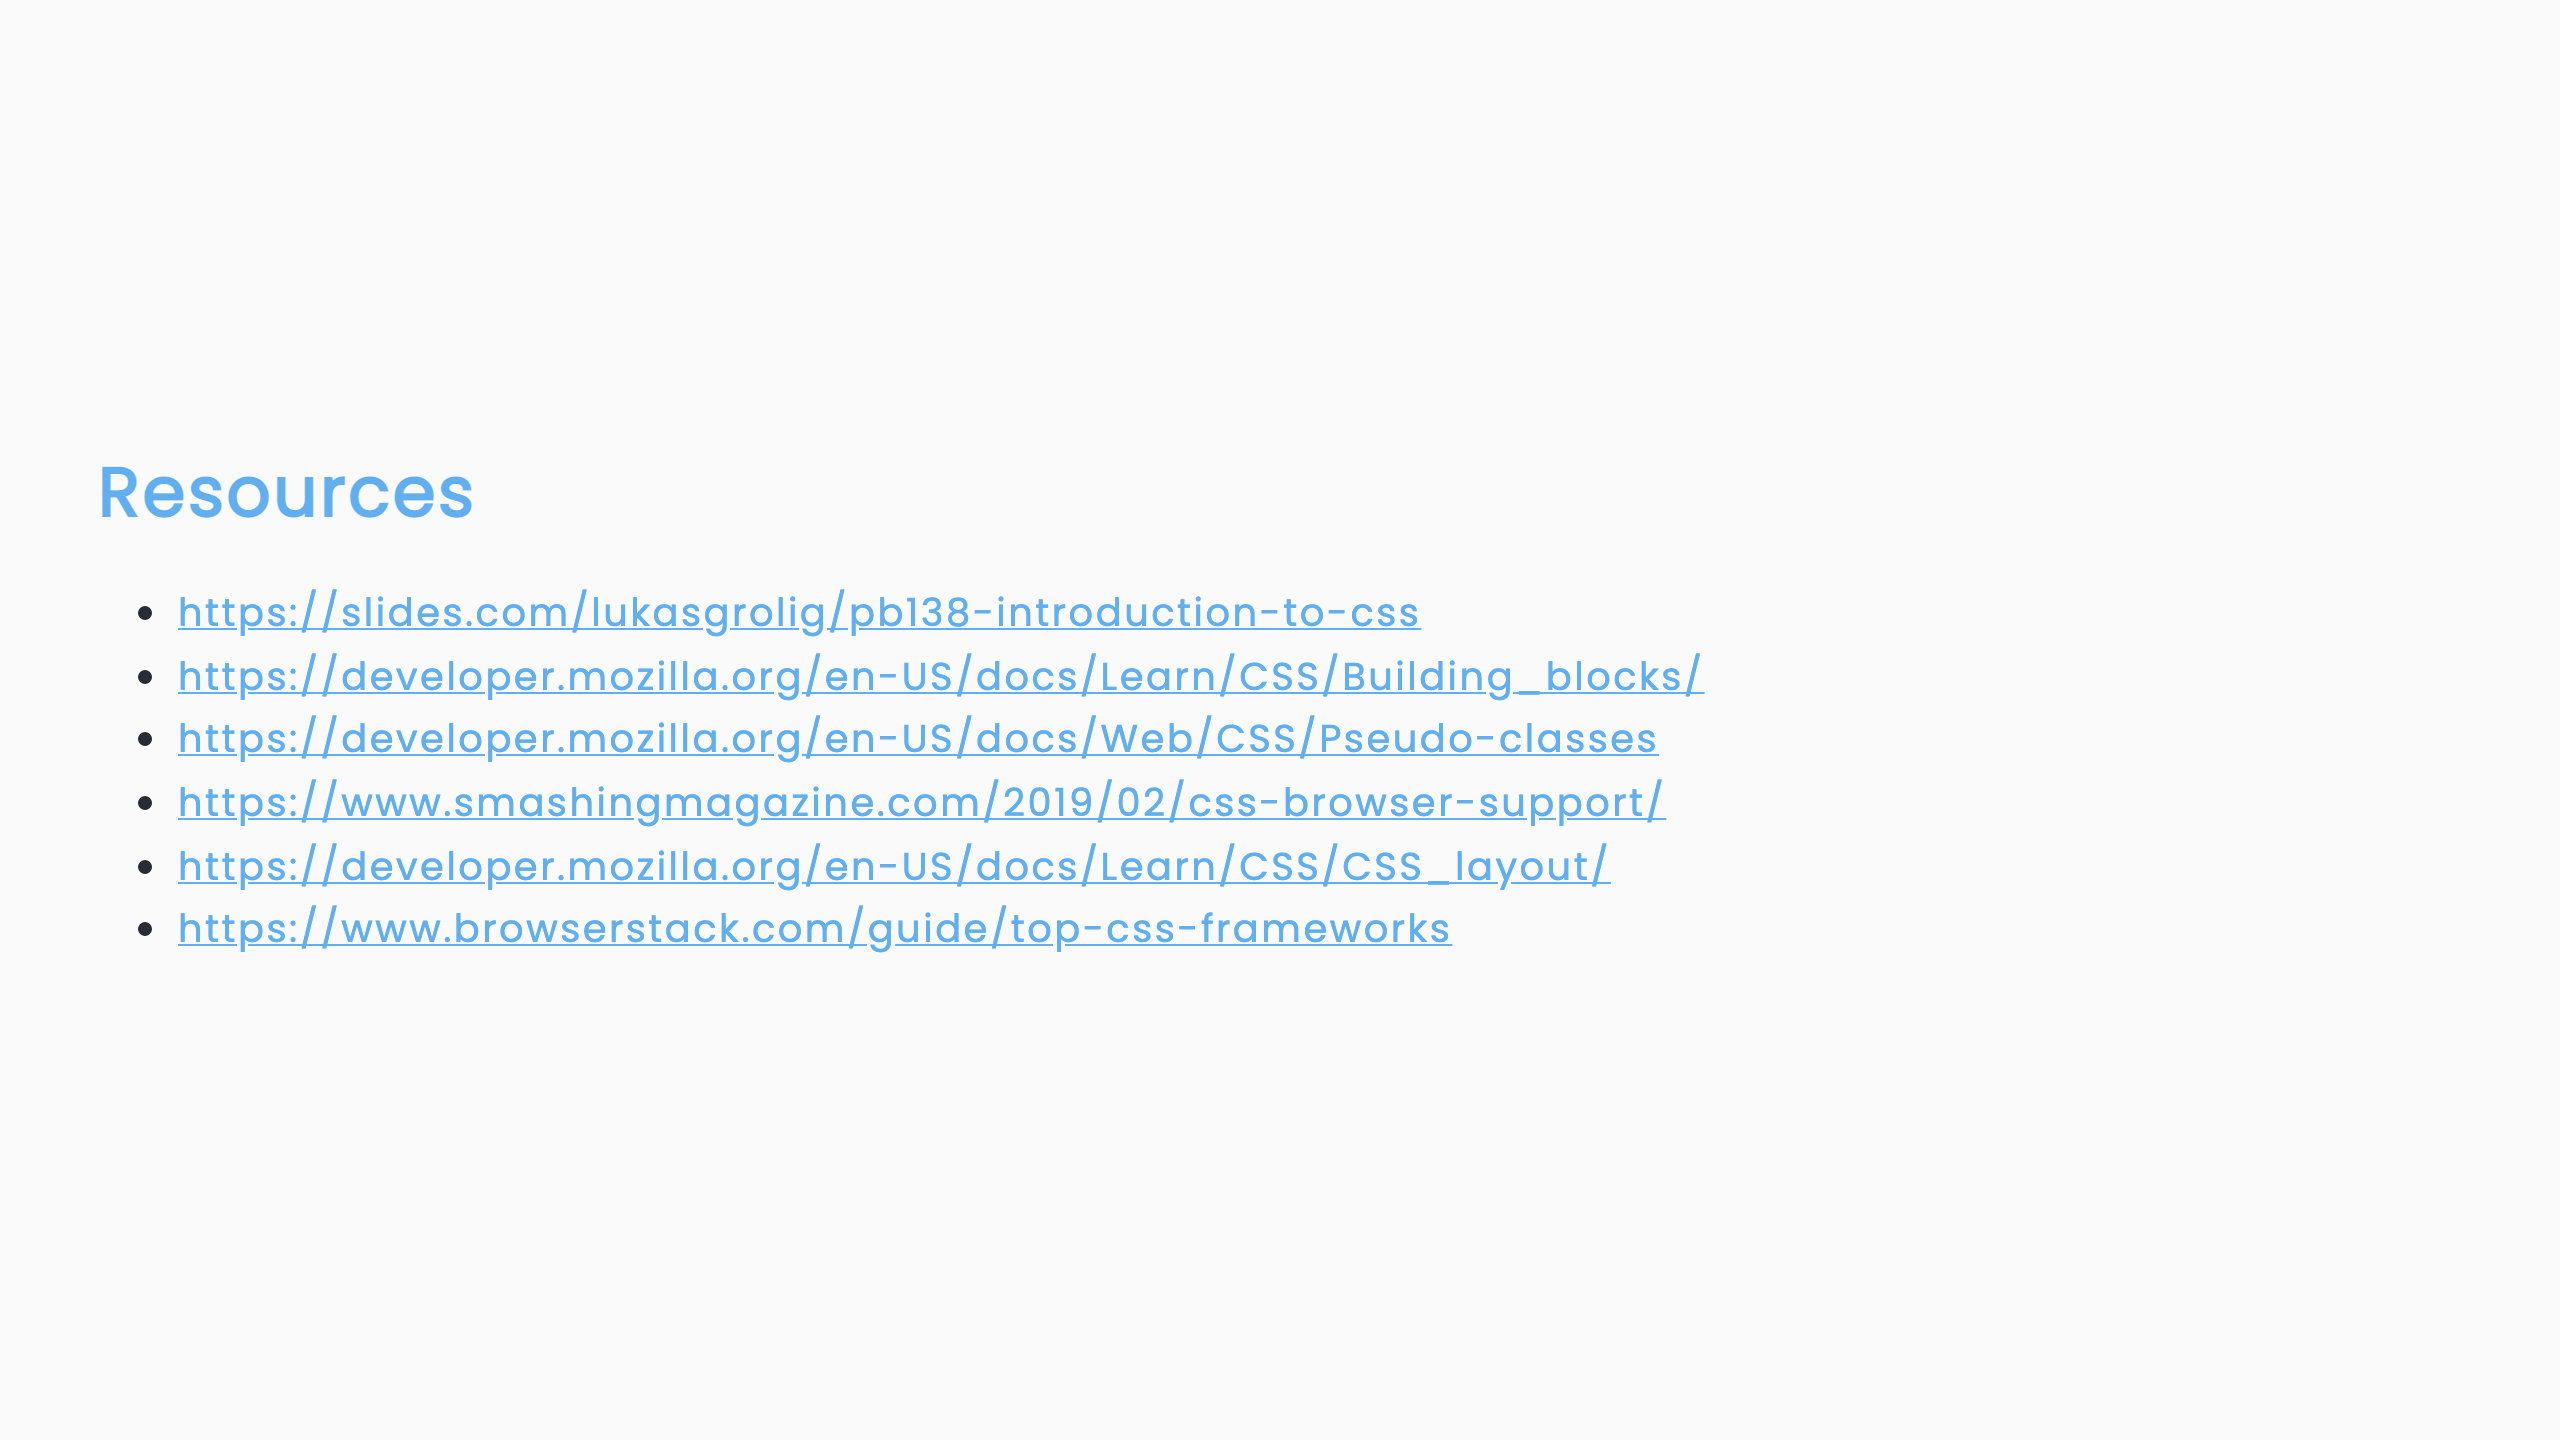 Resources
https://slides.com/lukasgrolig/pb138-introduction-to-css
https://developer.mozilla.org/en-US/docs/Learn/CSS/Building_blocks/
https://developer.mozilla.org/en-US/docs/Web/CSS/Pseudo-classes
https://www.smashingmagazine.com/2019/02/css-browser-support/
https://developer.mozilla.org/en-US/docs/Learn/CSS/CSS_layout/
https://www.browserstack.com/guide/top-css-frameworks